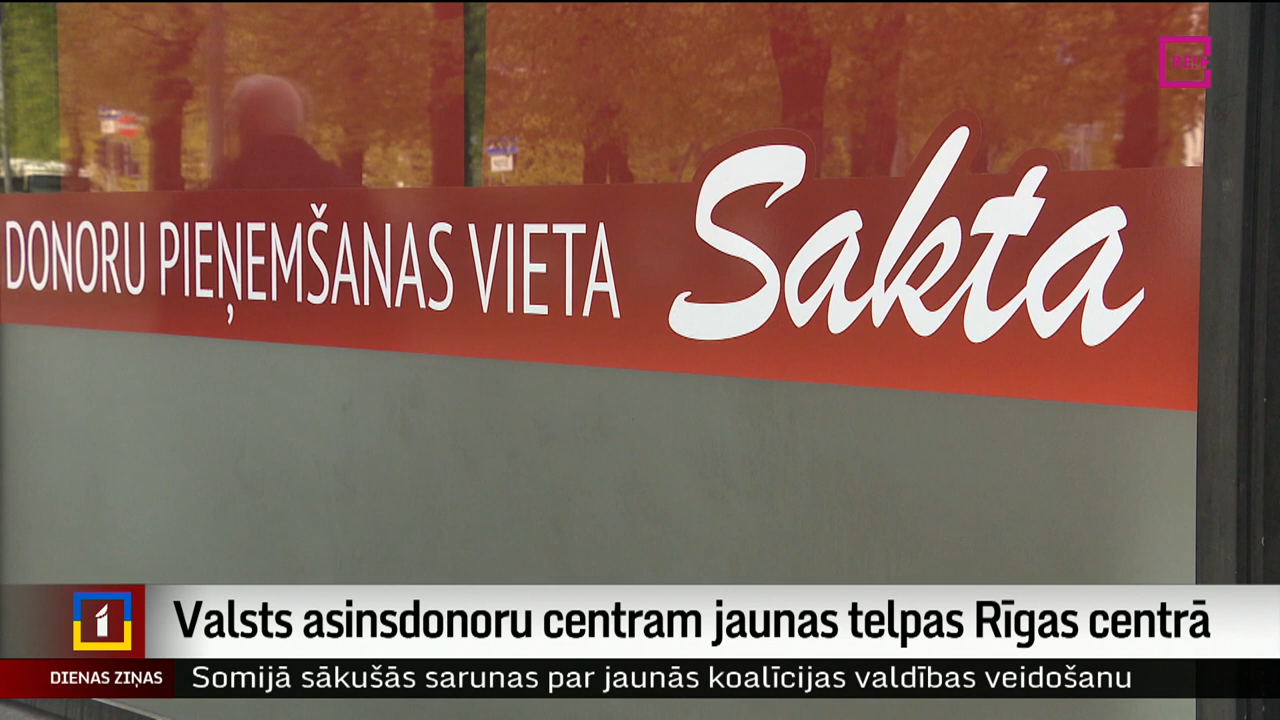 DONORU PIEŅEMŠANAS VIETA Sakta
1
Valsts asinsdonoru centram jaunas telpas Rīgas centrā
DIENAS ZIŅAS Somijā sākušās sarunas par jaunās koalīcijas valdības veidošanu